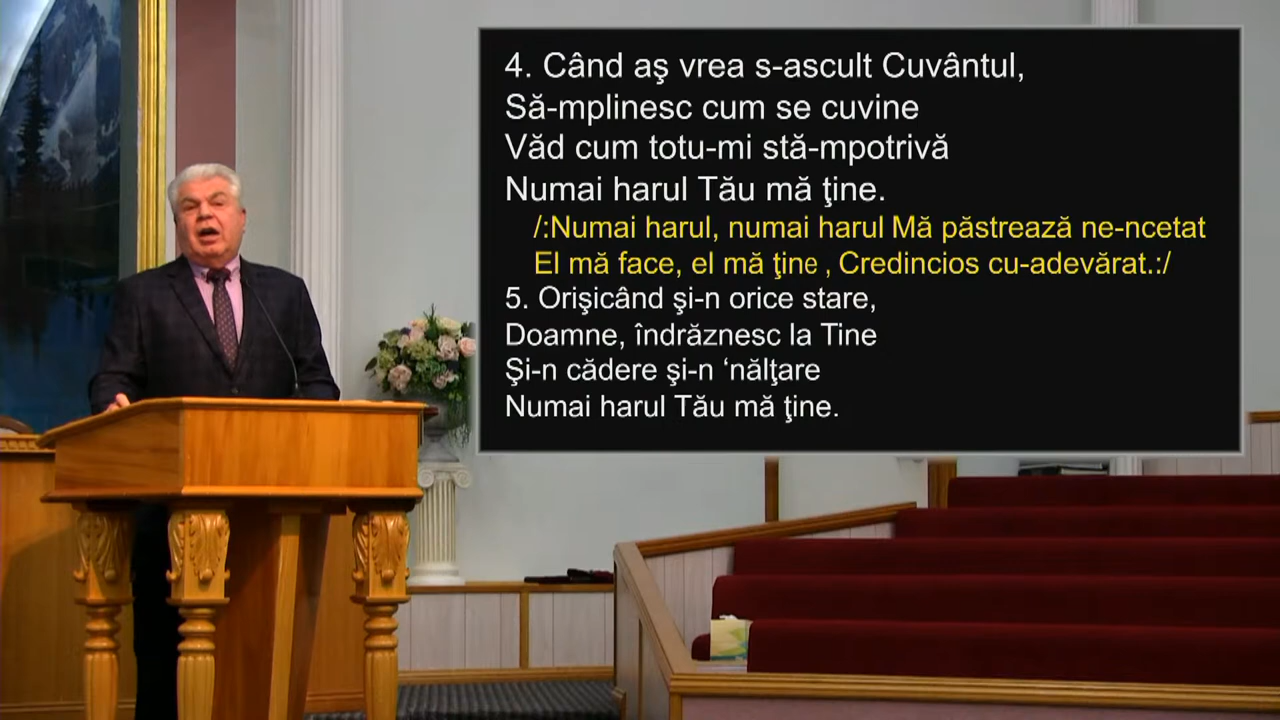 4. Când aş vrea s-ascult Cuvântul,
Să-mplinesc cum se cuvine
Văd cum totu-mi stă-mpotrivă
Numai harul Tău mă ţine.
/:Numai harul, numai harul Mă păstrează ne-ncetat
El mă face, el mă ţine , Credincios cu-adevărat.:/
5. Orişicând şi-n orice stare,
Doamne, îndrăznesc la Tine
Şi-n cădere şi-n ‘nălţare
Numai harul Tău mă ţine.